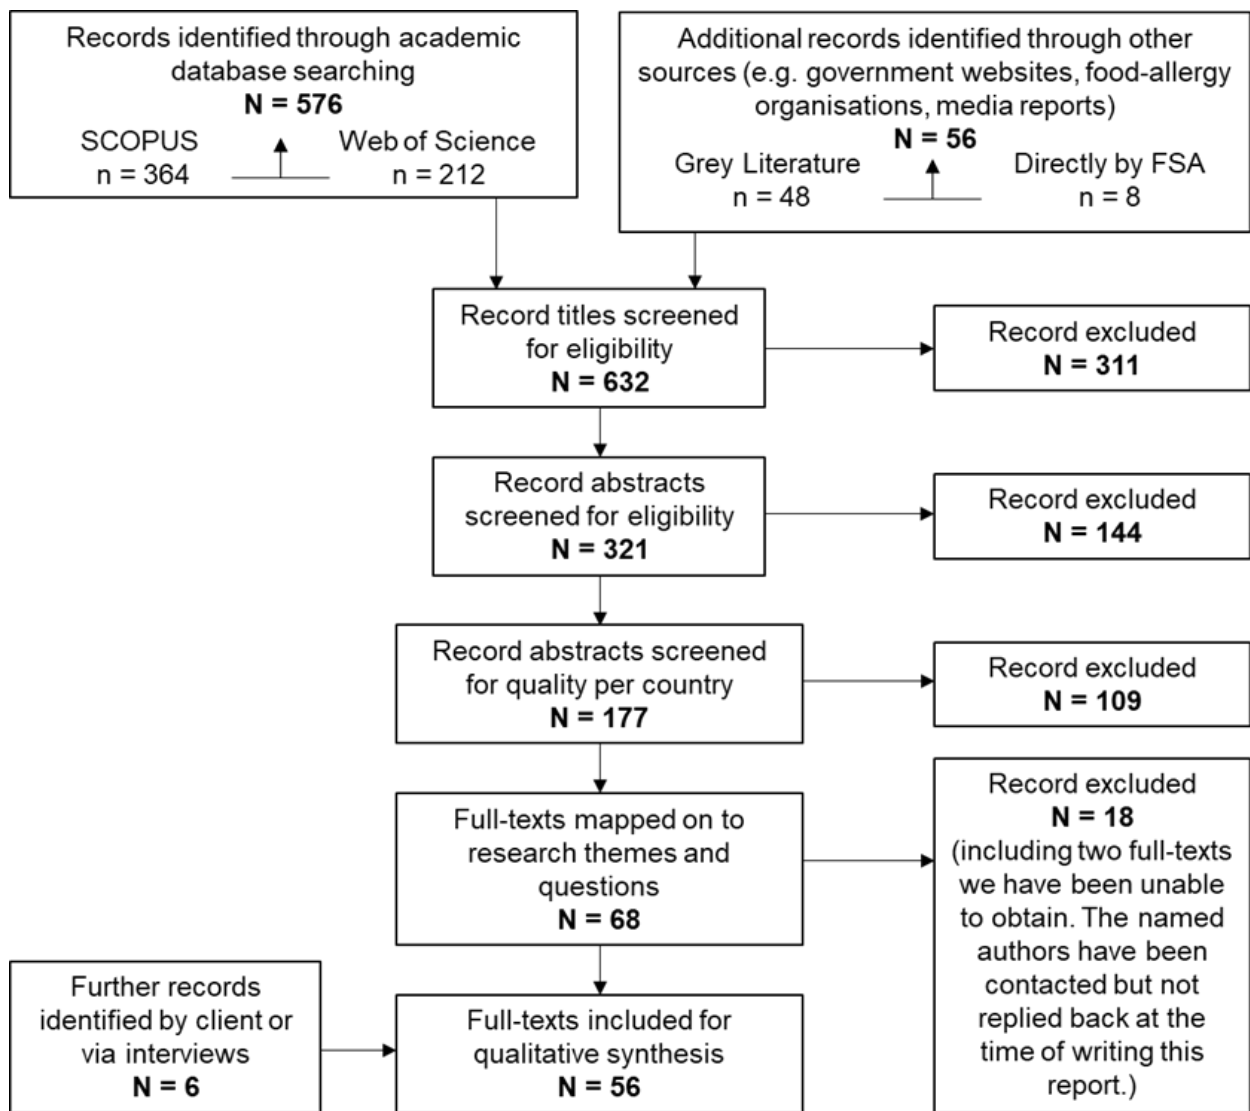 Records identified through academic
database searching
N = 576
SCOPUS
n = 364
Web of Science
n = 212
Additional records identified through other
sources (e.g. government websites, food-allergy
organisations, media reports)
N = 56
Grey Literature
n = 48
Directly by FSA
n = 8
Record titles screened
for eligibility
N = 632
Record excluded
N = 311
Record abstracts
screened for eligibility
N = 321
Record excluded
N = 144
Record abstracts screened
for quality per country
N = 177
Record excluded
N = 109
Full-texts mapped on to
research themes and
questions
N = 68
Record excluded
N = 18
(including two full-texts
we have been unable
to obtain. The named
authors have been
contacted but not
replied back at the
time of writing this
report.)
Further records
identified by client or
via interviews
N = 6
Full-texts included for
qualitative synthesis
N = 56